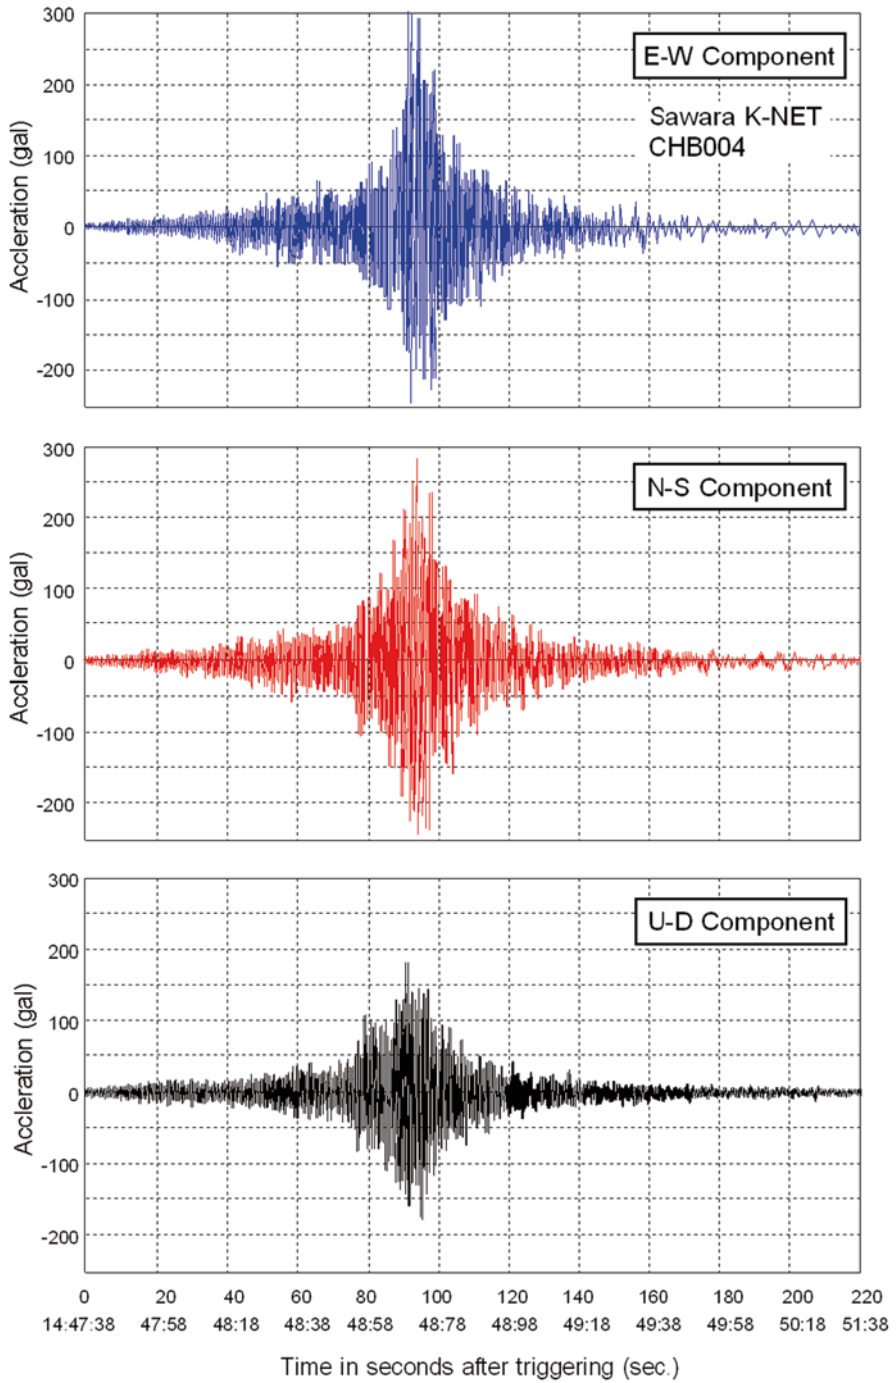 300
E-W Component
200
Sawara K-NET
CHB004
100
0
-100
-200
Accleration (gal)
300
N-S Component
200
100
0
-100
-200
Accleration (gal)
300
U-D Component
200
100
0
-100
-200
Accleration (gal)
0 20 40 60 80 100 120 140 160 200 220
14:47:38 47:58 48:18 48:38 48:58 48:78 48:98 49:18 49:38 49:58 50:18 51:38
Time in seconds after triggering (sec.)